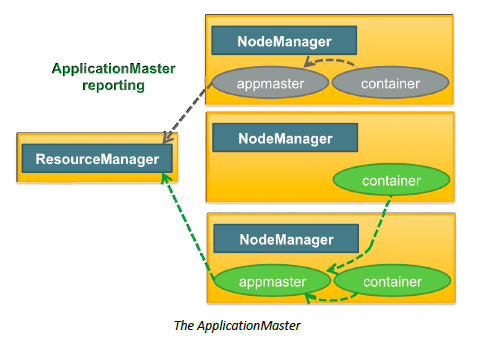 NodeManager
ApplicationMaster
reporting
appmaster
container
NodeManager
ResourceManager
container
NodeManager
appmaster
container
The ApplicationMaster